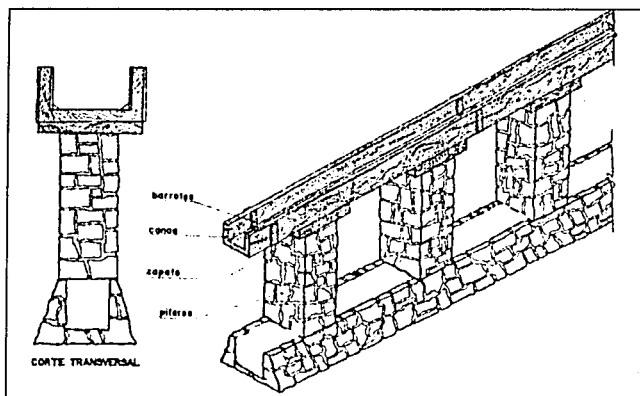 barrotes
canoa
zapata
pilares
CORTE TRANSVERSAL